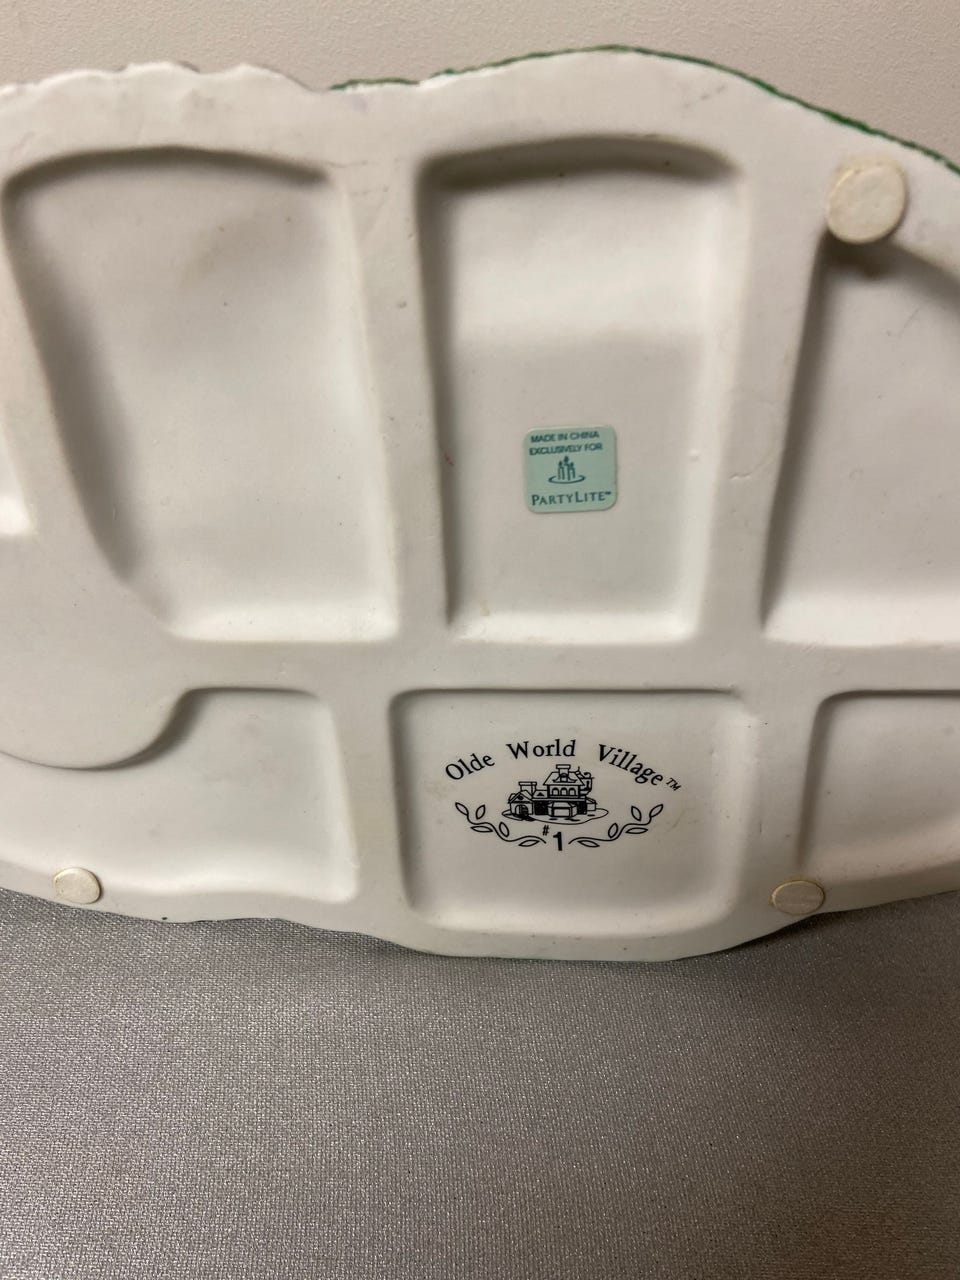 MADE IN CHINA
EXCLUSIVELY FOR
PARTYLITE™
Olde World Village™
#1